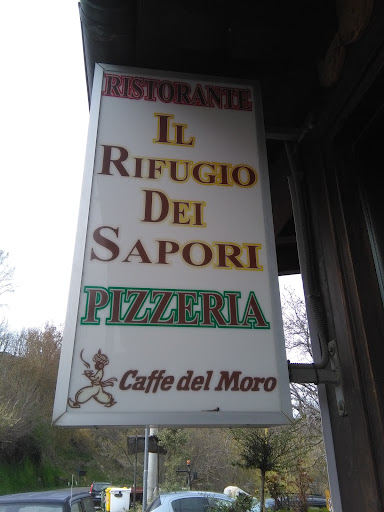 RISTORANTE
IL
RIFUGIO
DEI
SAPORI
PIZZERIA
Caffe del Moro